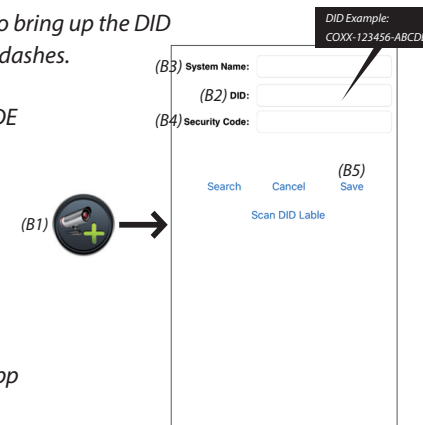 o bring up the DID
dashes.
DE
(B1)
pp
DID Example:
COXX-123456-ABCDE
(B3) System Name:
(B2) DID:
(B4) Security Code:
(B5)
Search Cancel Save
Scan DID Lable